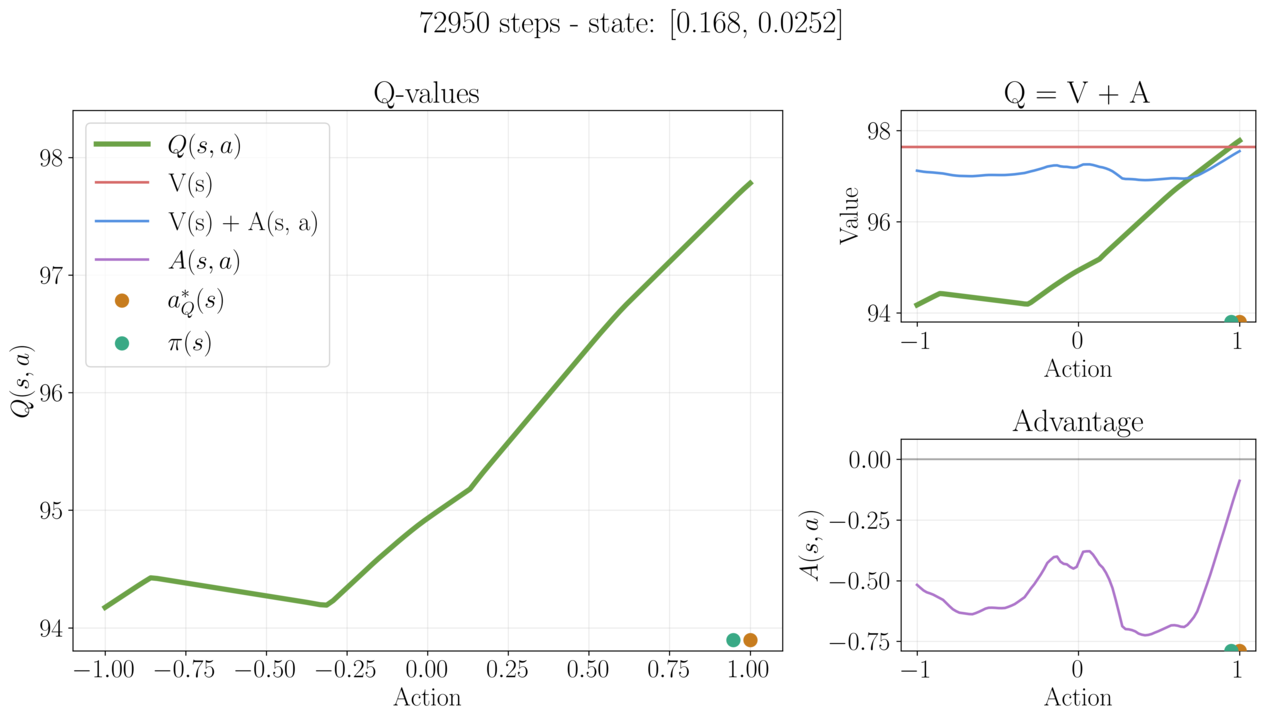 72950 steps - state: [0.168, 0.0252]
Q-values
Q(s, a)
V(s)
V(s) + A(s, a)
A(s, a)
a*Q(s)
π(s)
98
97
96
95
94
Q(s, a)
−1.00 −0.75 −0.50 −0.25 0.00 0.25 0.50 0.75 1.00
Action
Q = V + A
98
96
94
Value
−1 0 1
Action
Advantage
0.00
−0.25
−0.50
−0.75
A(s, a)
−1 0 1
Action